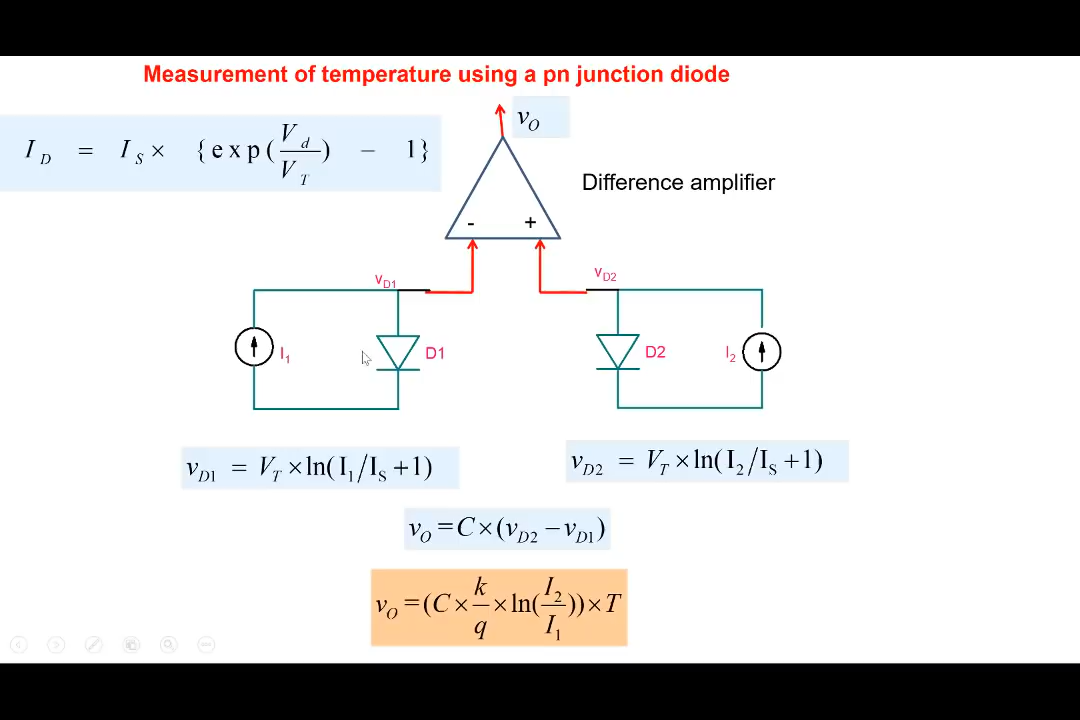 Measurement of temperature using a pn junction diode
v_O
I_D = I_S × {exp(V_d/V_T) − 1}
Difference amplifier
- +
v_D1 v_D2
I_1 D1 D2 I_2
v_D1 = V_T × ln(I_1/I_S + 1) v_D2 = V_T × ln(I_2/I_S + 1)
v_O = C × (v_D2 − v_D1)
v_O = (C × k/q × ln(I_2/I_1)) × T